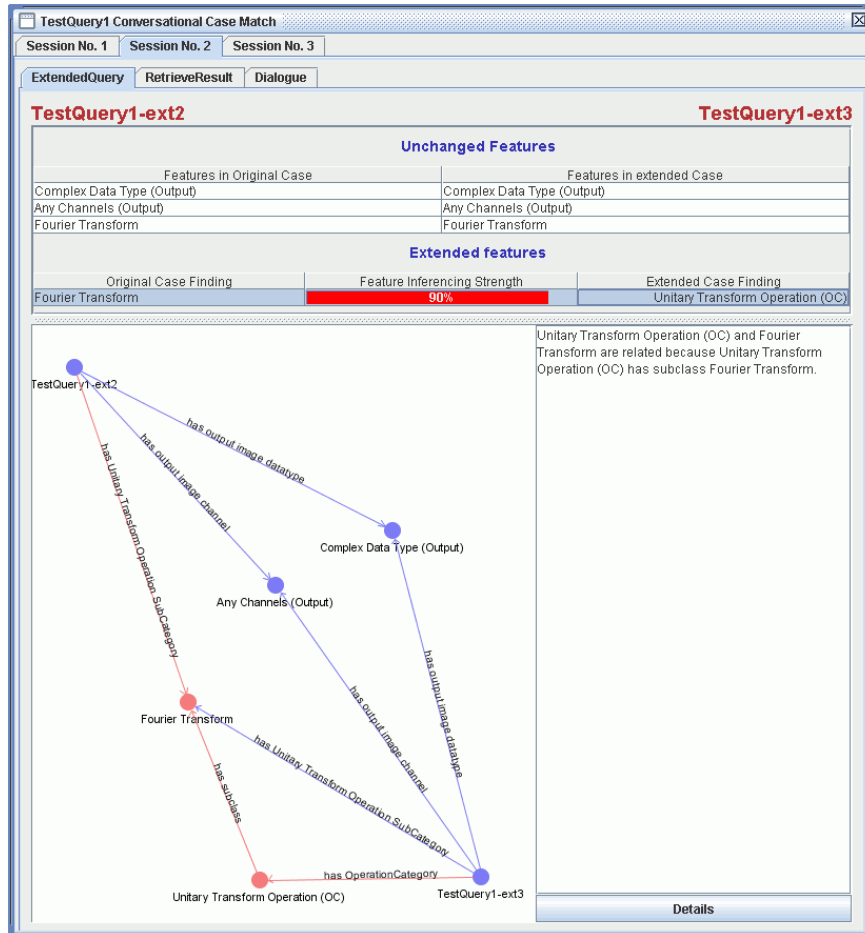 TestQuery1 Conversational Case Match
Session No. 1 Session No. 2 Session No. 3
ExtendedQuery RetrieveResult Dialogue
TestQuery1-ext2 TestQuery1-ext3
Unchanged Features
Features in Original Case Features in extended Case
Complex Data Type (Output) Complex Data Type (Output)
Any Channels (Output) Any Channels (Output)
Fourier Transform Fourier Transform
Extended features
Original Case Finding Feature Inferencing Strength Extended Case Finding
Fourier Transform 90% Unitary Transform Operation (OC)
TestQuery1-ext2
has output image datatype
has output image channel
has Unitary Transform Operation SubCategory
Complex Data Type (Output)
Any Channels (Output)
has output image datatype
has output image channel
Fourier Transform
has Unitary Transform Operation SubCategory
has subclass
has OperationCategory
Unitary Transform Operation (OC)
TestQuery1-ext3
Unitary Transform Operation (OC) and Fourier
Transform are related because Unitary Transform
Operation (OC) has subclass Fourier Transform.
Details